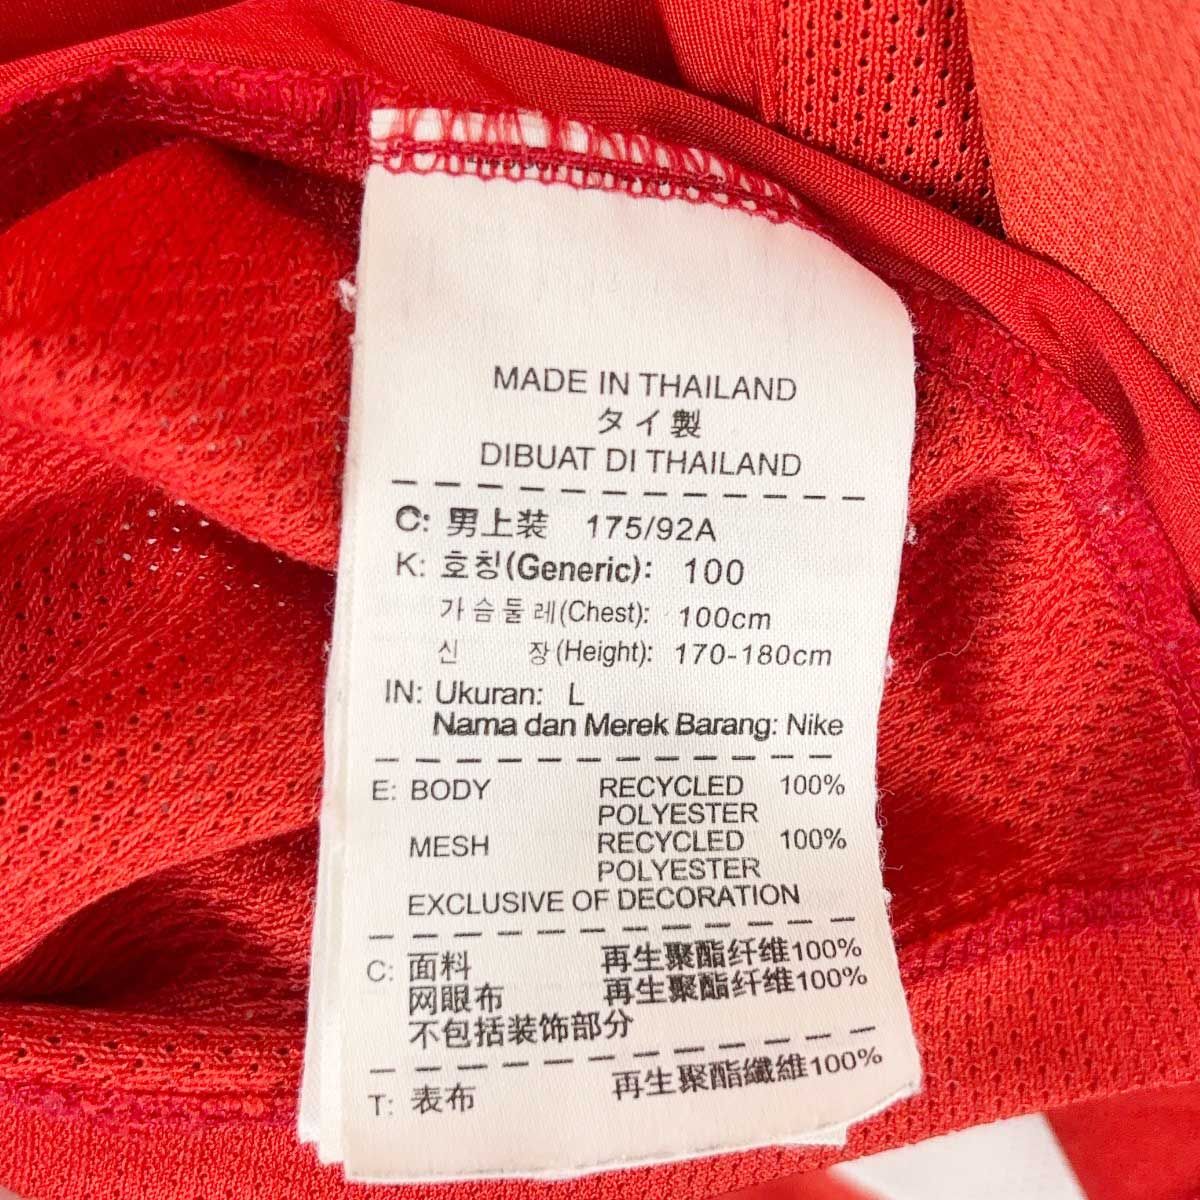 MADE IN THAILAND
タイ製
DIBUAT DI THAILAND
C: 男上装 175/92A
K: 호칭(Generic): 100
가슴둘레(Chest): 100cm
신 장(Height): 170-180cm
IN: Ukuran: L
Nama dan Merek Barang: Nike
E: BODY RECYCLED 100%
POLYESTER
MESH RECYCLED 100%
POLYESTER
EXCLUSIVE OF DECORATION
C: 面料 再生聚酯纤维100%
网眼布 再生聚酯纤维100%
不包括装饰部分
T: 表布 再生聚酯纖維100%